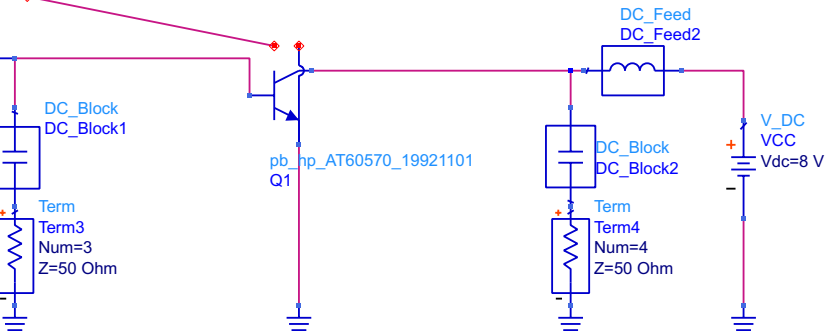 DC_Feed
DC_Feed2
DC_Block
DC_Block1
V_DC
VCC
Vdc=8 V
DC_Block
DC_Block2
pb_hp_AT60570_19921101
Q1
Term
Term3
Num=3
Z=50 Ohm
Term
Term4
Num=4
Z=50 Ohm